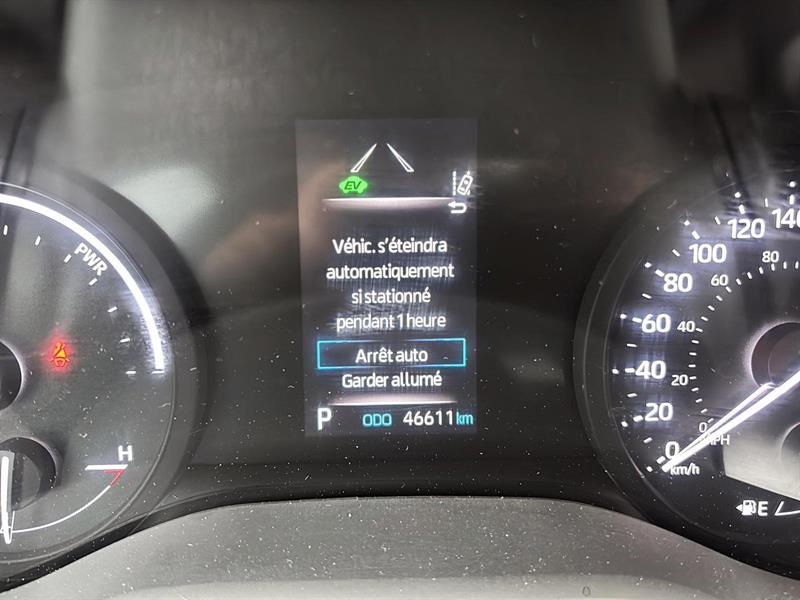 EV
Véhic. s'éteindra
automatiquement
si stationné
pendant 1 heure
Arrêt auto
Garder allumé
P ODO 46611 km
PWR
H
140
120
100
80
60
40
20
0
km/h
80
60
40
20
0
MPH
E